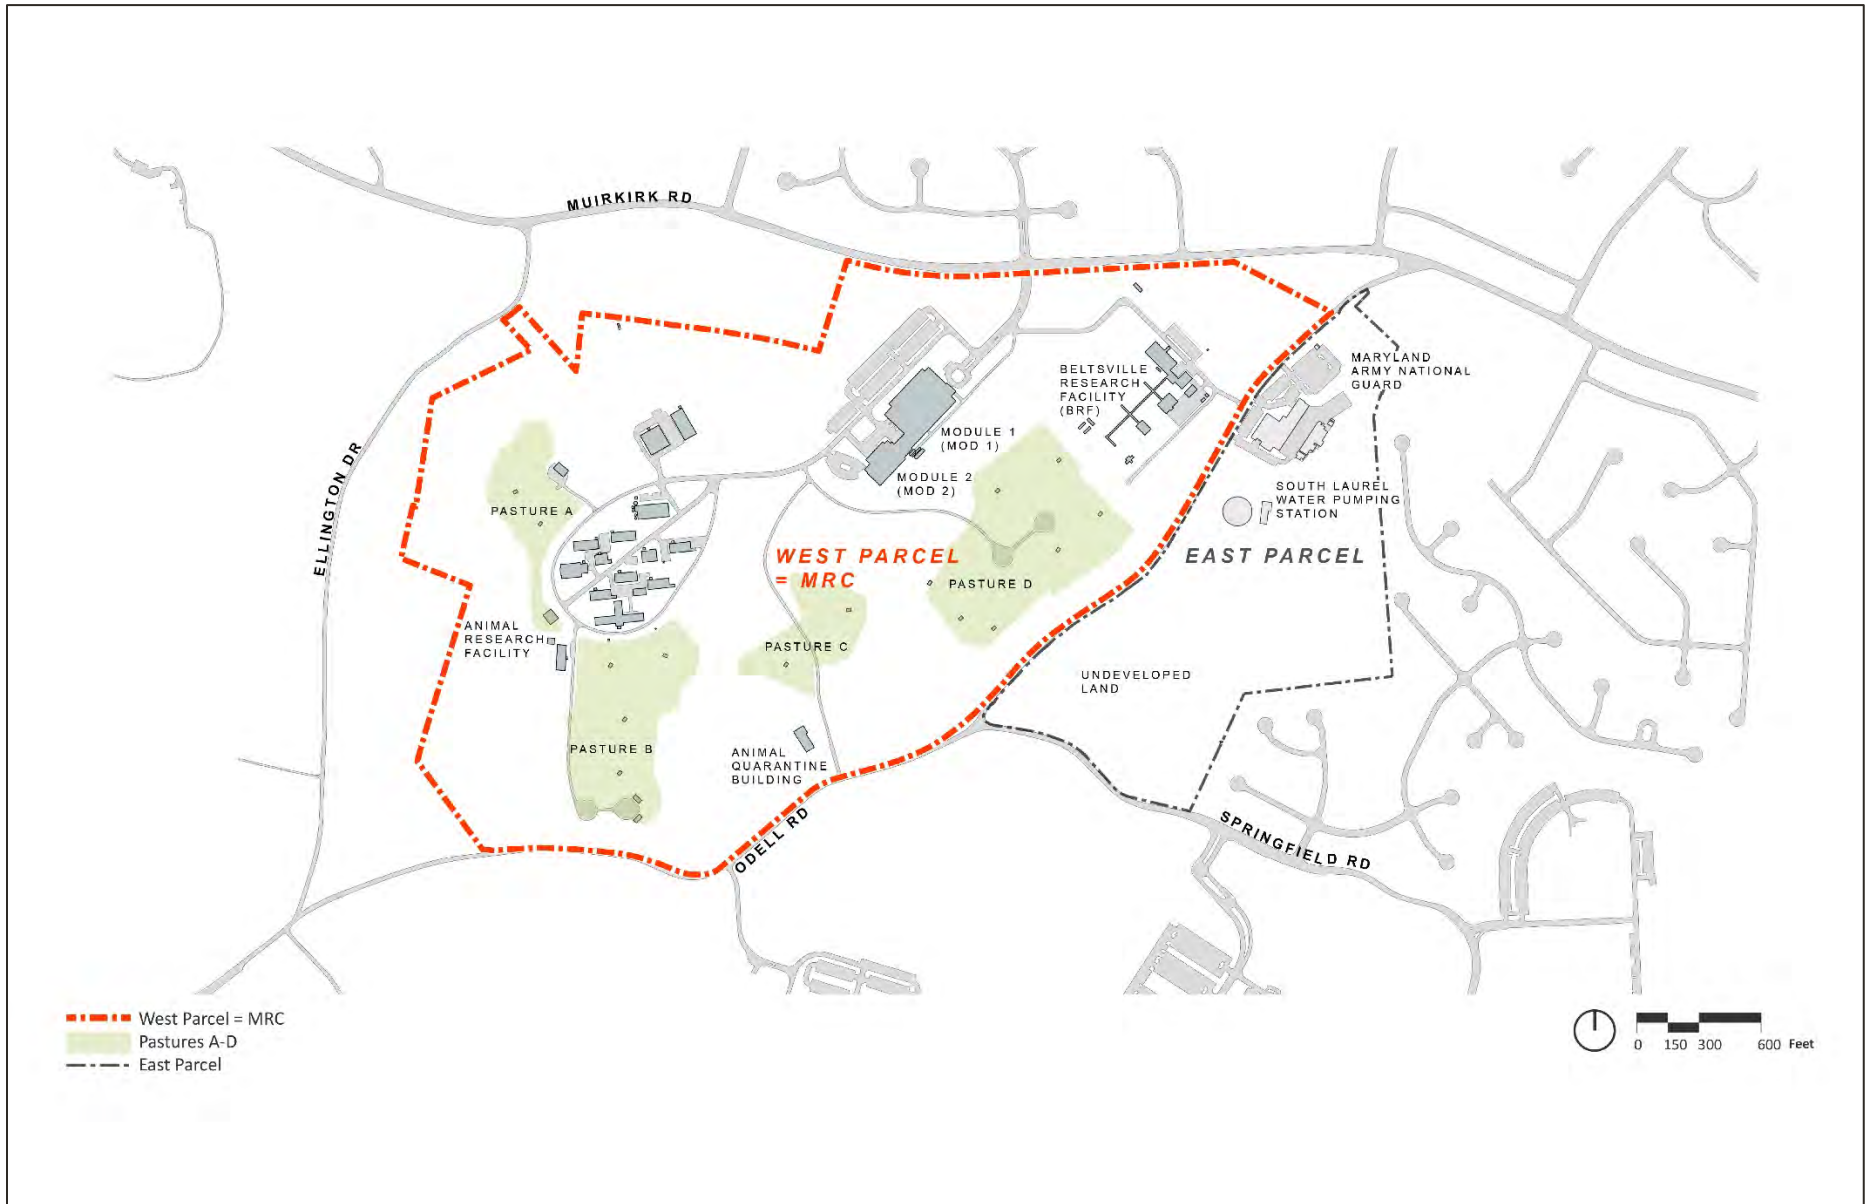 MUIRKIRK RD
ELLINGTON DR
MARYLAND
ARMY NATIONAL
GUARD
BELTSVILLE
RESEARCH
FACILITY
(BRF)
MODULE 1
(MOD 1)
MODULE 2
(MOD 2)
PASTURE A
SOUTH LAUREL
WATER PUMPING
STATION
WEST PARCEL
= MRC
EAST PARCEL
PASTURE D
ANIMAL
RESEARCH
FACILITY
PASTURE C
UNDEVELOPED
LAND
PASTURE B
ANIMAL
QUARANTINE
BUILDING
ODELL RD
SPRINGFIELD RD
West Parcel = MRC
Pastures A-D
East Parcel
0 150 300 600 Feet